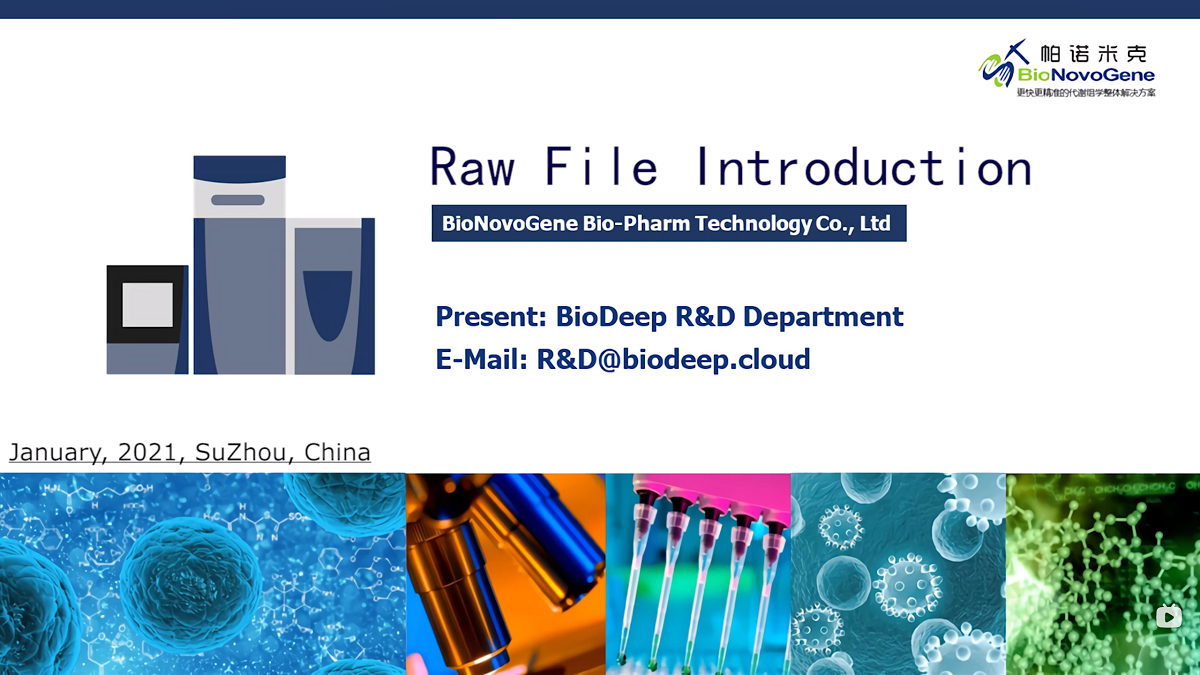 帕诺米克
BioNovoGene
更快更精准的代谢组学整体解决方案
Raw File Introduction
BioNovoGene Bio-Pharm Technology Co., Ltd
Present: BioDeep R&D Department
E-Mail: R&D@biodeep.cloud
January, 2021, SuZhou, China